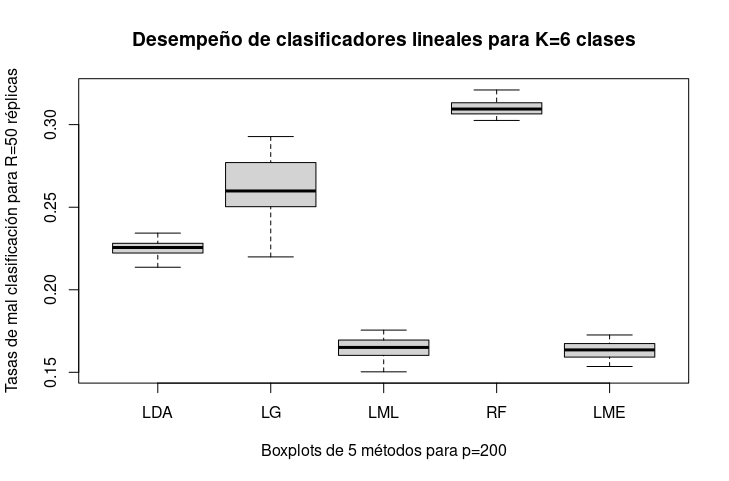 Desempeño de clasificadores lineales para K=6 clases
Tasas de mal clasificación para R=50 réplicas
0.30
0.25
0.20
0.15
LDA LG LML RF LME
Boxplots de 5 métodos para p=200